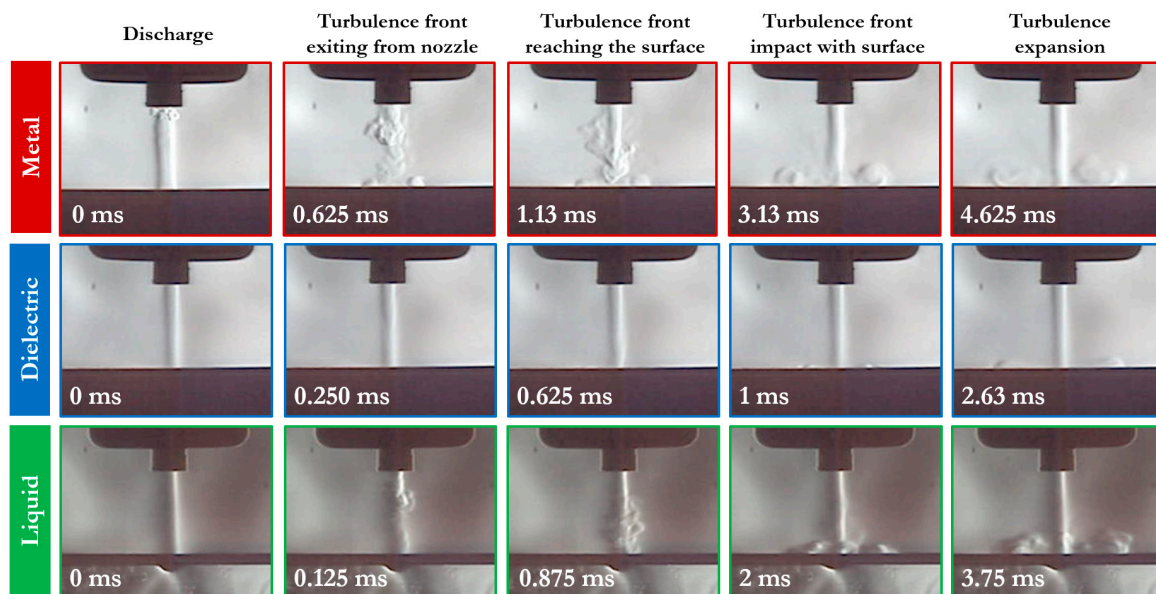 Discharge
Turbulence front
exiting from nozzle
Turbulence front
reaching the surface
Turbulence front
impact with surface
Turbulence
expansion
Metal
0 ms
0.625 ms
1.13 ms
3.13 ms
4.625 ms
Dielectric
0 ms
0.250 ms
0.625 ms
1 ms
2.63 ms
Liquid
0 ms
0.125 ms
0.875 ms
2 ms
3.75 ms